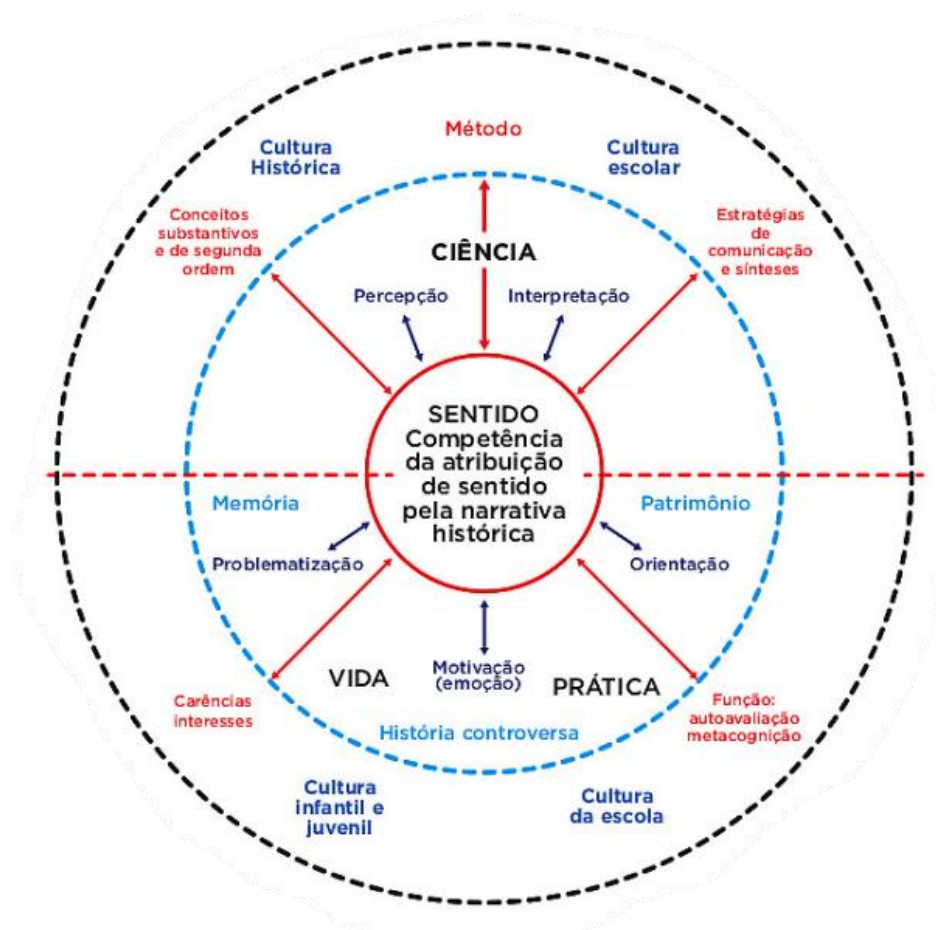 Método
Cultura
Histórica
Cultura
escolar
Conceitos
substantivos
e de segunda
ordem
Estratégias
de
comunicação
e sínteses
CIÊNCIA
Percepção
Interpretação
SENTIDO
Competência
da atribuição
de sentido
pela narrativa
histórica
Memória
Patrimônio
Problematização
Orientação
VIDA
Motivação
(emoção)
PRÁTICA
Carências
interesses
Função:
autoavaliação
metacognição
História controversa
Cultura
infantil e
juvenil
Cultura
da escola